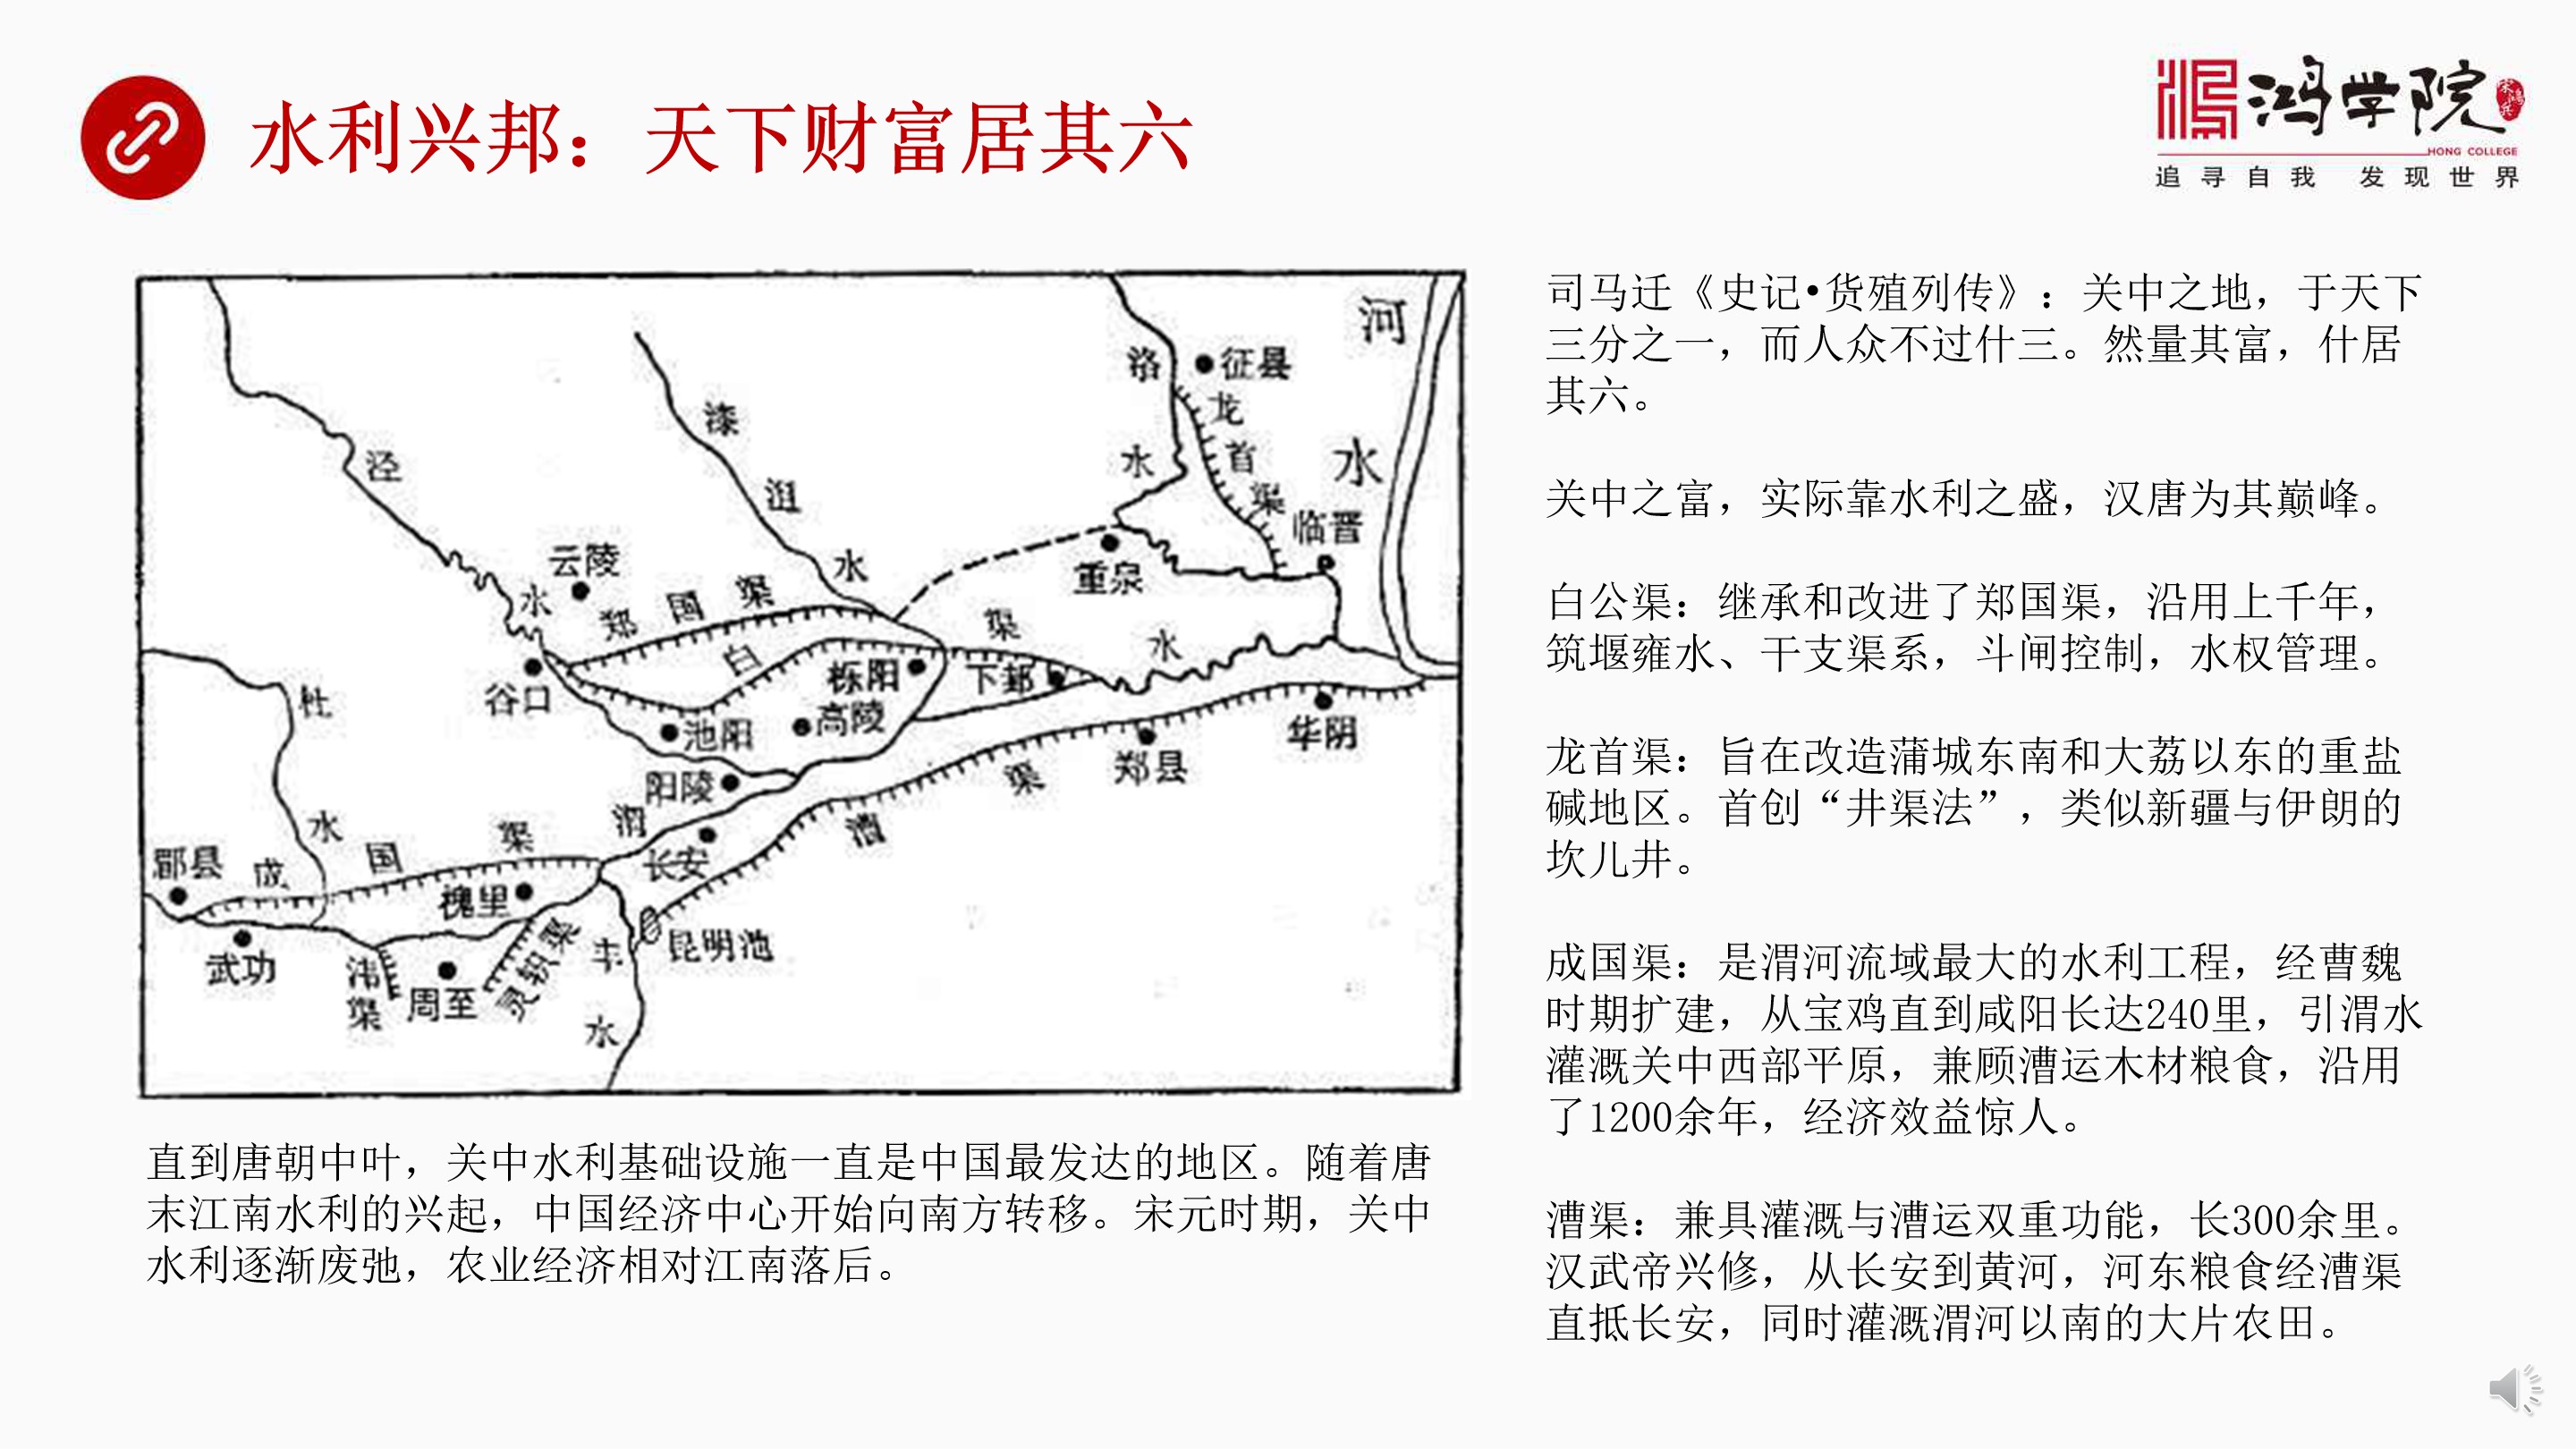 水利兴邦：天下财富居其六
鸿学院
HONG COLLEGE
追寻自我 发现世界
河
水
洛
水
征县
龙
首
渠
临晋
漆
沮
水
泾
水
云陵
郑国渠
重泉
白
渠
水
谷口
栎阳
下邽
池阳
高陵
华阴
郑县
阳陵
渭
长安
漕
渠
水
郿县
成
国
渠
槐里
武功
周至
灵轵渠
丰
水
昆明池
直到唐朝中叶，关中水利基础设施一直是中国最发达的地区。随着唐
末江南水利的兴起，中国经济中心开始向南方转移。宋元时期，关中
水利逐渐废弛，农业经济相对江南落后。
司马迁《史记•货殖列传》：关中之地，于天下
三分之一，而人众不过什三。然量其富，什居
其六。
关中之富，实际靠水利之盛，汉唐为其巅峰。
白公渠：继承和改进了郑国渠，沿用上千年，
筑堰雍水、干支渠系，斗闸控制，水权管理。
龙首渠：旨在改造蒲城东南和大荔以东的重盐
碱地区。首创“井渠法”，类似新疆与伊朗的
坎儿井。
成国渠：是渭河流域最大的水利工程，经曹魏
时期扩建，从宝鸡直到咸阳长达240里，引渭水
灌溉关中西部平原，兼顾漕运木材粮食，沿用
了1200余年，经济效益惊人。
漕渠：兼具灌溉与漕运双重功能，长300余里。
汉武帝兴修，从长安到黄河，河东粮食经漕渠
直抵长安，同时灌溉渭河以南的大片农田。